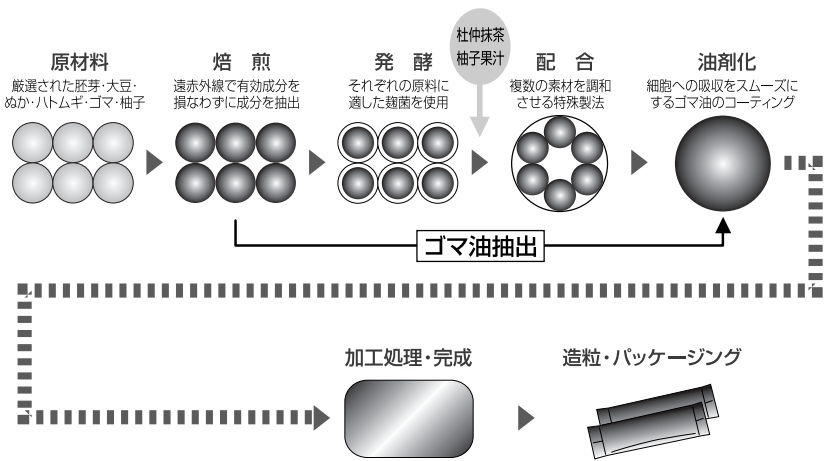 原材料
厳選された胚芽・大豆・
ぬか・ハトムギ・ゴマ・柚子
焙　煎
遠赤外線で有効成分を
損なわずに成分を抽出
発　酵
それぞれの原料に
適した麹菌を使用
杜仲抹茶
柚子果汁
配　合
複数の素材を調和
させる特殊製法
油剤化
細胞への吸収をスムーズに
するゴマ油のコーティング
ゴマ油抽出
加工処理・完成
造粒・パッケージング